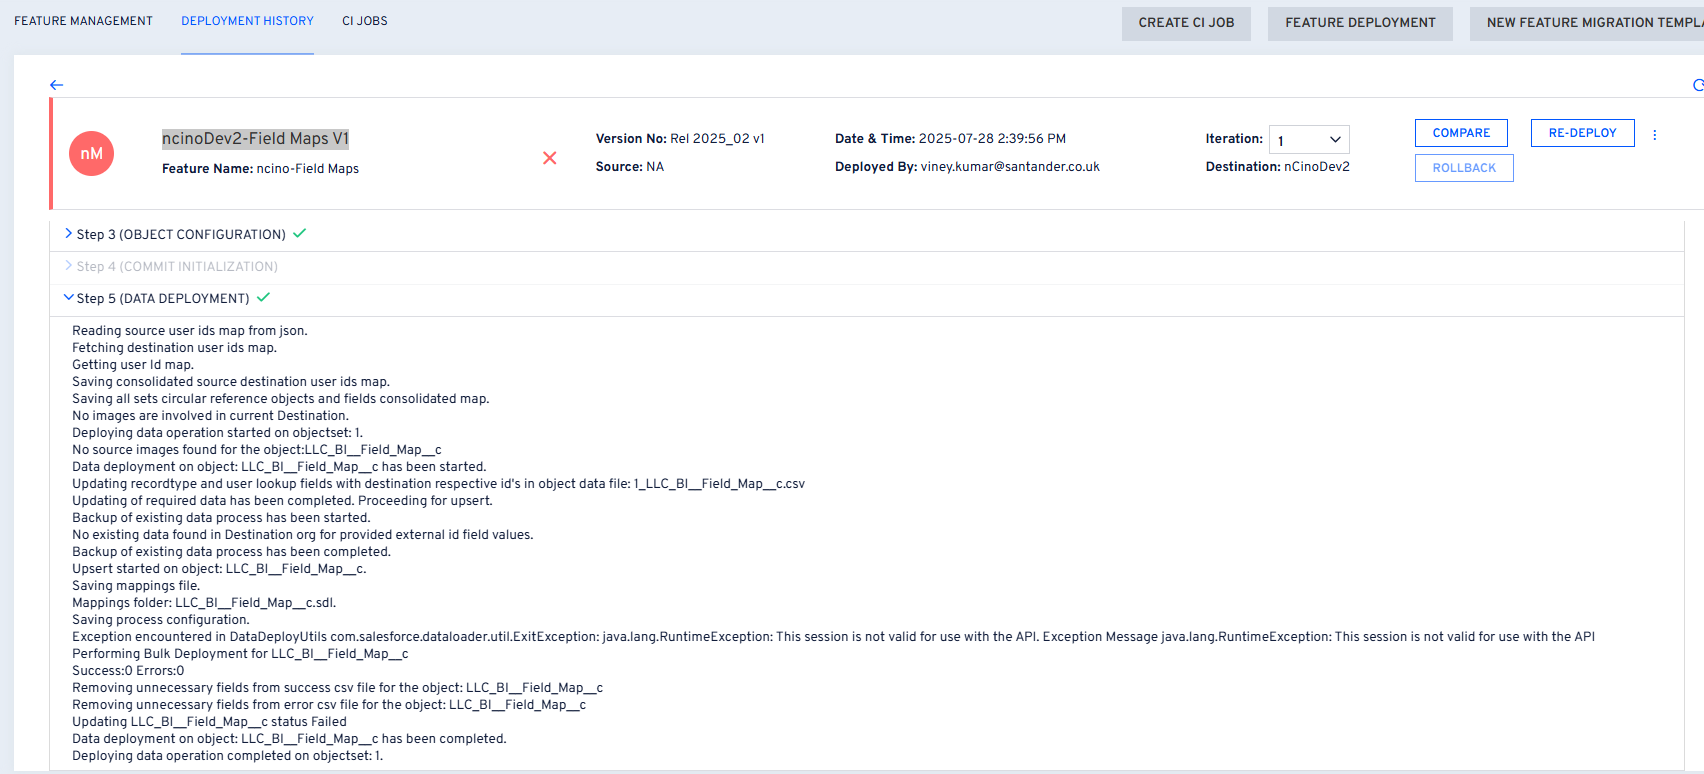 FEATURE MANAGEMENT DEPLOYMENT HISTORY CI JOBS CREATE CI JOB FEATURE DEPLOYMENT NEW FEATURE MIGRATION
nM
ncinoDev2-Field Maps V1
Feature Name: ncino-Field Maps
Version No: Rel 2025_02 v1
Source: NA
Date & Time: 2025-07-28 2:39:56 PM
Deployed By: viney.kumar@santander.co.uk
Iteration: 1
Destination: nCinoDev2
COMPARE RE-DEPLOY
ROLLBACK
Step 3 (OBJECT CONFIGURATION)
Step 4 (COMMIT INITIALIZATION)
Step 5 (DATA DEPLOYMENT)
Reading source user ids map from json.
Fetching destination user ids map.
Getting user Id map.
Saving consolidated source destination user ids map.
Saving all sets circular reference objects and fields consolidated map.
No images are involved in current Destination.
Deploying data operation started on objectset: 1.
No source images found for the object:LLC_BI__Field_Map__c
Data deployment on object: LLC_BI__Field_Map__c has been started.
Updating recordtype and user lookup fields with destination respective id's in object data file: 1_LLC_BI__Field_Map__c.csv
Updating of required data has been completed. Proceeding for upsert.
Backup of existing data process has been started.
No existing data found in Destination org for provided external id field values.
Backup of existing data process has been completed.
Upsert started on object: LLC_BI__Field_Map__c.
Saving mappings file.
Mappings folder: LLC_BI__Field_Map__c.sdl.
Saving process configuration.
Exception encountered in DataDeployUtils com.salesforce.dataloader.util.ExitException: java.lang.RuntimeException: This session is not valid for use with the API. Exception Message java.lang.RuntimeException: This session is not valid for use with the API
Performing Bulk Deployment for LLC_BI__Field_Map__c
Success:0 Errors:0
Removing unnecessary fields from success csv file for the object: LLC_BI__Field_Map__c
Removing unnecessary fields from error csv file for the object: LLC_BI__Field_Map__c
Updating LLC_BI__Field_Map__c status Failed
Data deployment on object: LLC_BI__Field_Map__c has been completed.
Deploying data operation completed on objectset: 1.